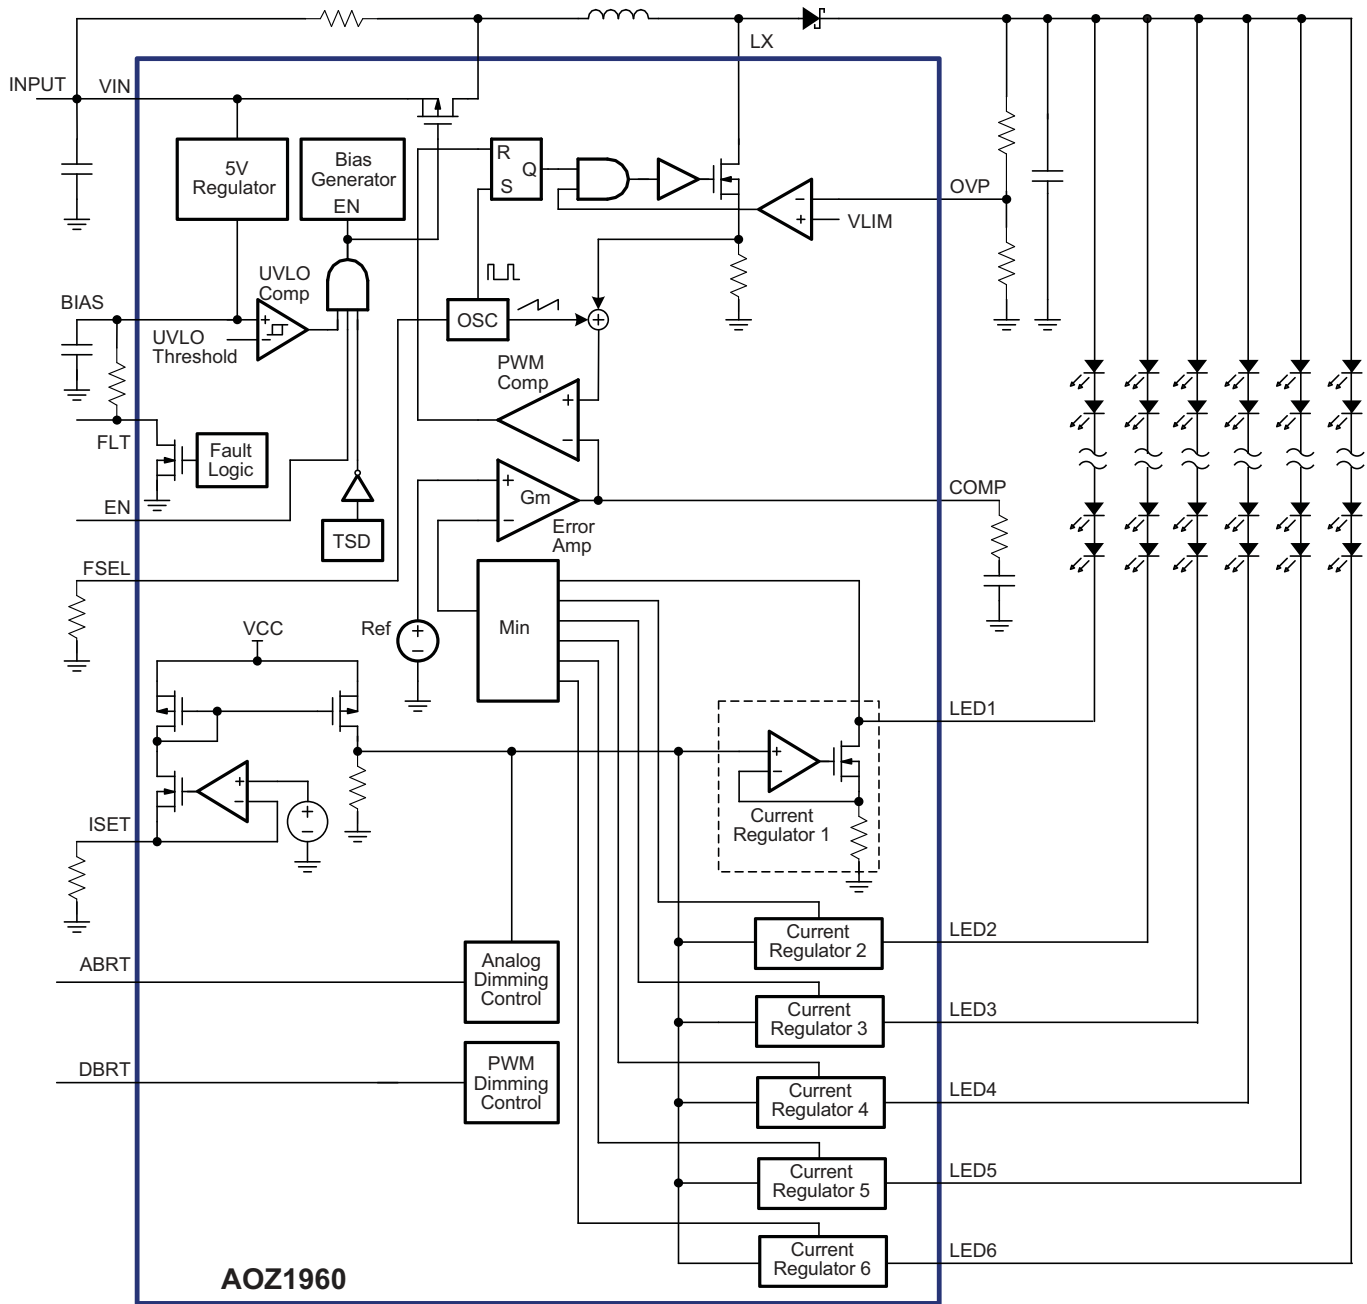 LX
INPUT
VIN
5V
Regulator
Bias
Generator
EN
R
Q
S
OVP
VLIM
+
−
UVLO
Comp
BIAS
+
−
UVLO
Threshold
OSC
+
PWM
Comp
+
−
FLT
Fault
Logic
EN
TSD
+
Gm
−
Error
Amp
COMP
FSEL
Min
Ref
+
−
VCC
LED1
+
−
Current
Regulator 1
+
−
+
−
ISET
Current
Regulator 2
LED2
ABRT
Analog
Dimming
Control
Current
Regulator 3
LED3
DBRT
PWM
Dimming
Control
Current
Regulator 4
LED4
Current
Regulator 5
LED5
Current
Regulator 6
LED6
AOZ1960